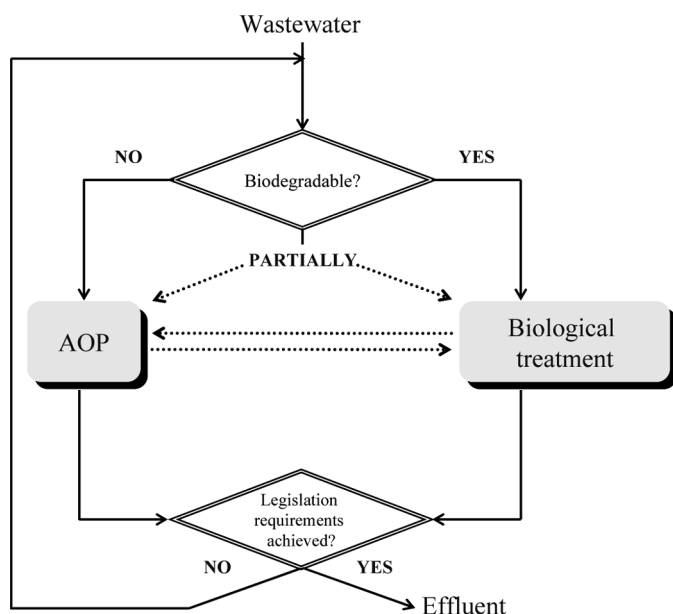 Wastewater
NO
YES
Biodegradable?
PARTIALLY
AOP
Biological
treatment
Legislation
requirements
achieved?
NO
YES
Effluent